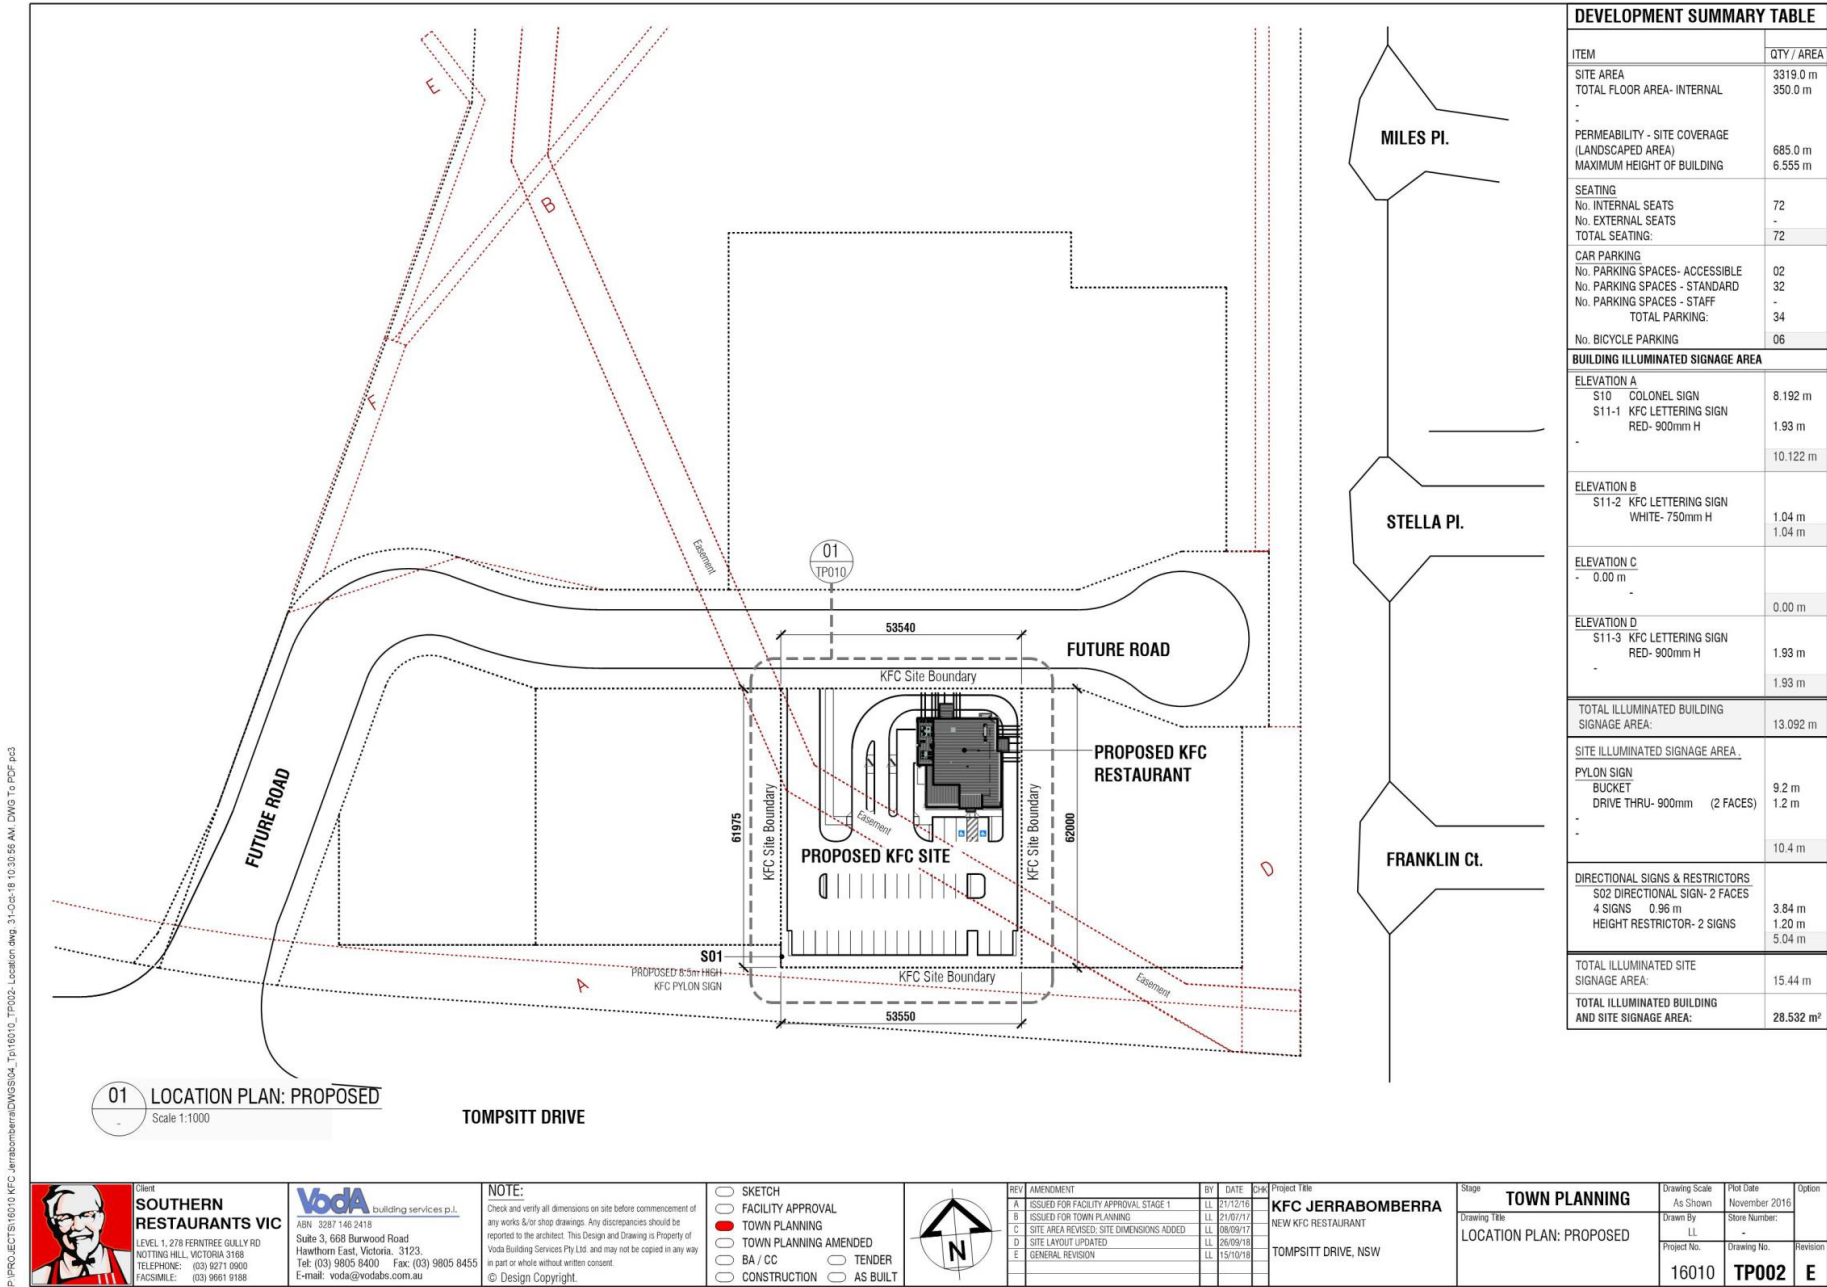 E
B
F
Easement
MILES Pl.
STELLA Pl.
FRANKLIN Ct.
01
TP010
53540
FUTURE ROAD
KFC Site Boundary
PROPOSED KFC
RESTAURANT
FUTURE ROAD
61975
KFC Site Boundary
Easement
PROPOSED KFC SITE
KFC Site Boundary
62000
D
S01
PROPOSED 8.5m HIGH
KFC PYLON SIGN
A
KFC Site Boundary
Easement
53550
01
-
LOCATION PLAN: PROPOSED
Scale 1:1000
TOMPSITT DRIVE
DEVELOPMENT SUMMARY TABLE
ITEM QTY / AREA
SITE AREA 3319.0 m
TOTAL FLOOR AREA- INTERNAL 350.0 m
-
-
PERMEABILITY - SITE COVERAGE
(LANDSCAPED AREA) 685.0 m
MAXIMUM HEIGHT OF BUILDING 6.555 m
SEATING
No. INTERNAL SEATS 72
No. EXTERNAL SEATS -
TOTAL SEATING: 72
CAR PARKING
No. PARKING SPACES- ACCESSIBLE 02
No. PARKING SPACES - STANDARD 32
No. PARKING SPACES - STAFF -
TOTAL PARKING: 34
No. BICYCLE PARKING 06
BUILDING ILLUMINATED SIGNAGE AREA
ELEVATION A
S10 COLONEL SIGN 8.192 m
S11-1 KFC LETTERING SIGN
RED- 900mm H 1.93 m
-
10.122 m
ELEVATION B
S11-2 KFC LETTERING SIGN
WHITE- 750mm H 1.04 m
1.04 m
ELEVATION C
- 0.00 m
-
0.00 m
ELEVATION D
S11-3 KFC LETTERING SIGN
RED- 900mm H 1.93 m
-
1.93 m
TOTAL ILLUMINATED BUILDING
SIGNAGE AREA: 13.092 m
SITE ILLUMINATED SIGNAGE AREA .
PYLON SIGN
BUCKET 9.2 m
DRIVE THRU- 900mm (2 FACES) 1.2 m
-
-
10.4 m
DIRECTIONAL SIGNS & RESTRICTORS
S02 DIRECTIONAL SIGN- 2 FACES
4 SIGNS 0.96 m 3.84 m
HEIGHT RESTRICTOR- 2 SIGNS 1.20 m
5.04 m
TOTAL ILLUMINATED SITE
SIGNAGE AREA: 15.44 m
TOTAL ILLUMINATED BUILDING
AND SITE SIGNAGE AREA: 28.532 m²
P:\PROJECTS\16010 KFC Jerrabomberra\DWGS\04_Tp\16010_TP002- Location.dwg, 31-Oct-18 10:30:56 AM, DWG To PDF.pc3
Client
SOUTHERN
RESTAURANTS VIC
LEVEL 1, 278 FERNTREE GULLY RD
NOTTING HILL, VICTORIA 3168
TELEPHONE: (03) 9271 0900
FACSIMILE: (03) 9661 9188
VodA building services p.l.
ABN 3287 146 2418
Suite 3, 668 Burwood Road
Hawthorn East, Victoria. 3123.
Tel: (03) 9805 8400 Fax: (03) 9805 8455
E-mail: voda@vodabs.com.au
NOTE:
Check and verify all dimensions on site before commencement of
any works &/or shop drawings. Any discrepancies should be
reported to the architect. This Design and Drawing is Property of
Voda Building Services Pty.Ltd. and may not be copied in any way
in part or whole without written consent.
© Design Copyright.
SKETCH
FACILITY APPROVAL
TOWN PLANNING
TOWN PLANNING AMENDED
BA / CC TENDER
CONSTRUCTION AS BUILT
N
REV AMENDMENT BY DATE CHK
A ISSUED FOR FACILITY APPROVAL STAGE 1 LL 21/12/16
B ISSUED FOR TOWN PLANNING LL 21/07/17
C SITE AREA REVISED; SITE DIMENSIONS ADDED LL 08/09/17
D SITE LAYOUT UPDATED LL 26/09/18
E GENERAL REVISION LL 15/10/18
Project Title
KFC JERRABOMBERRA
NEW KFC RESTAURANT
TOMPSITT DRIVE, NSW
Stage
TOWN PLANNING
Drawing Title
LOCATION PLAN: PROPOSED
Drawing Scale
As Shown
Plot Date
November 2016
Option
Drawn By
LL
Store Number:
-
Project No.
16010
Drawing No.
TP002
Revision
E